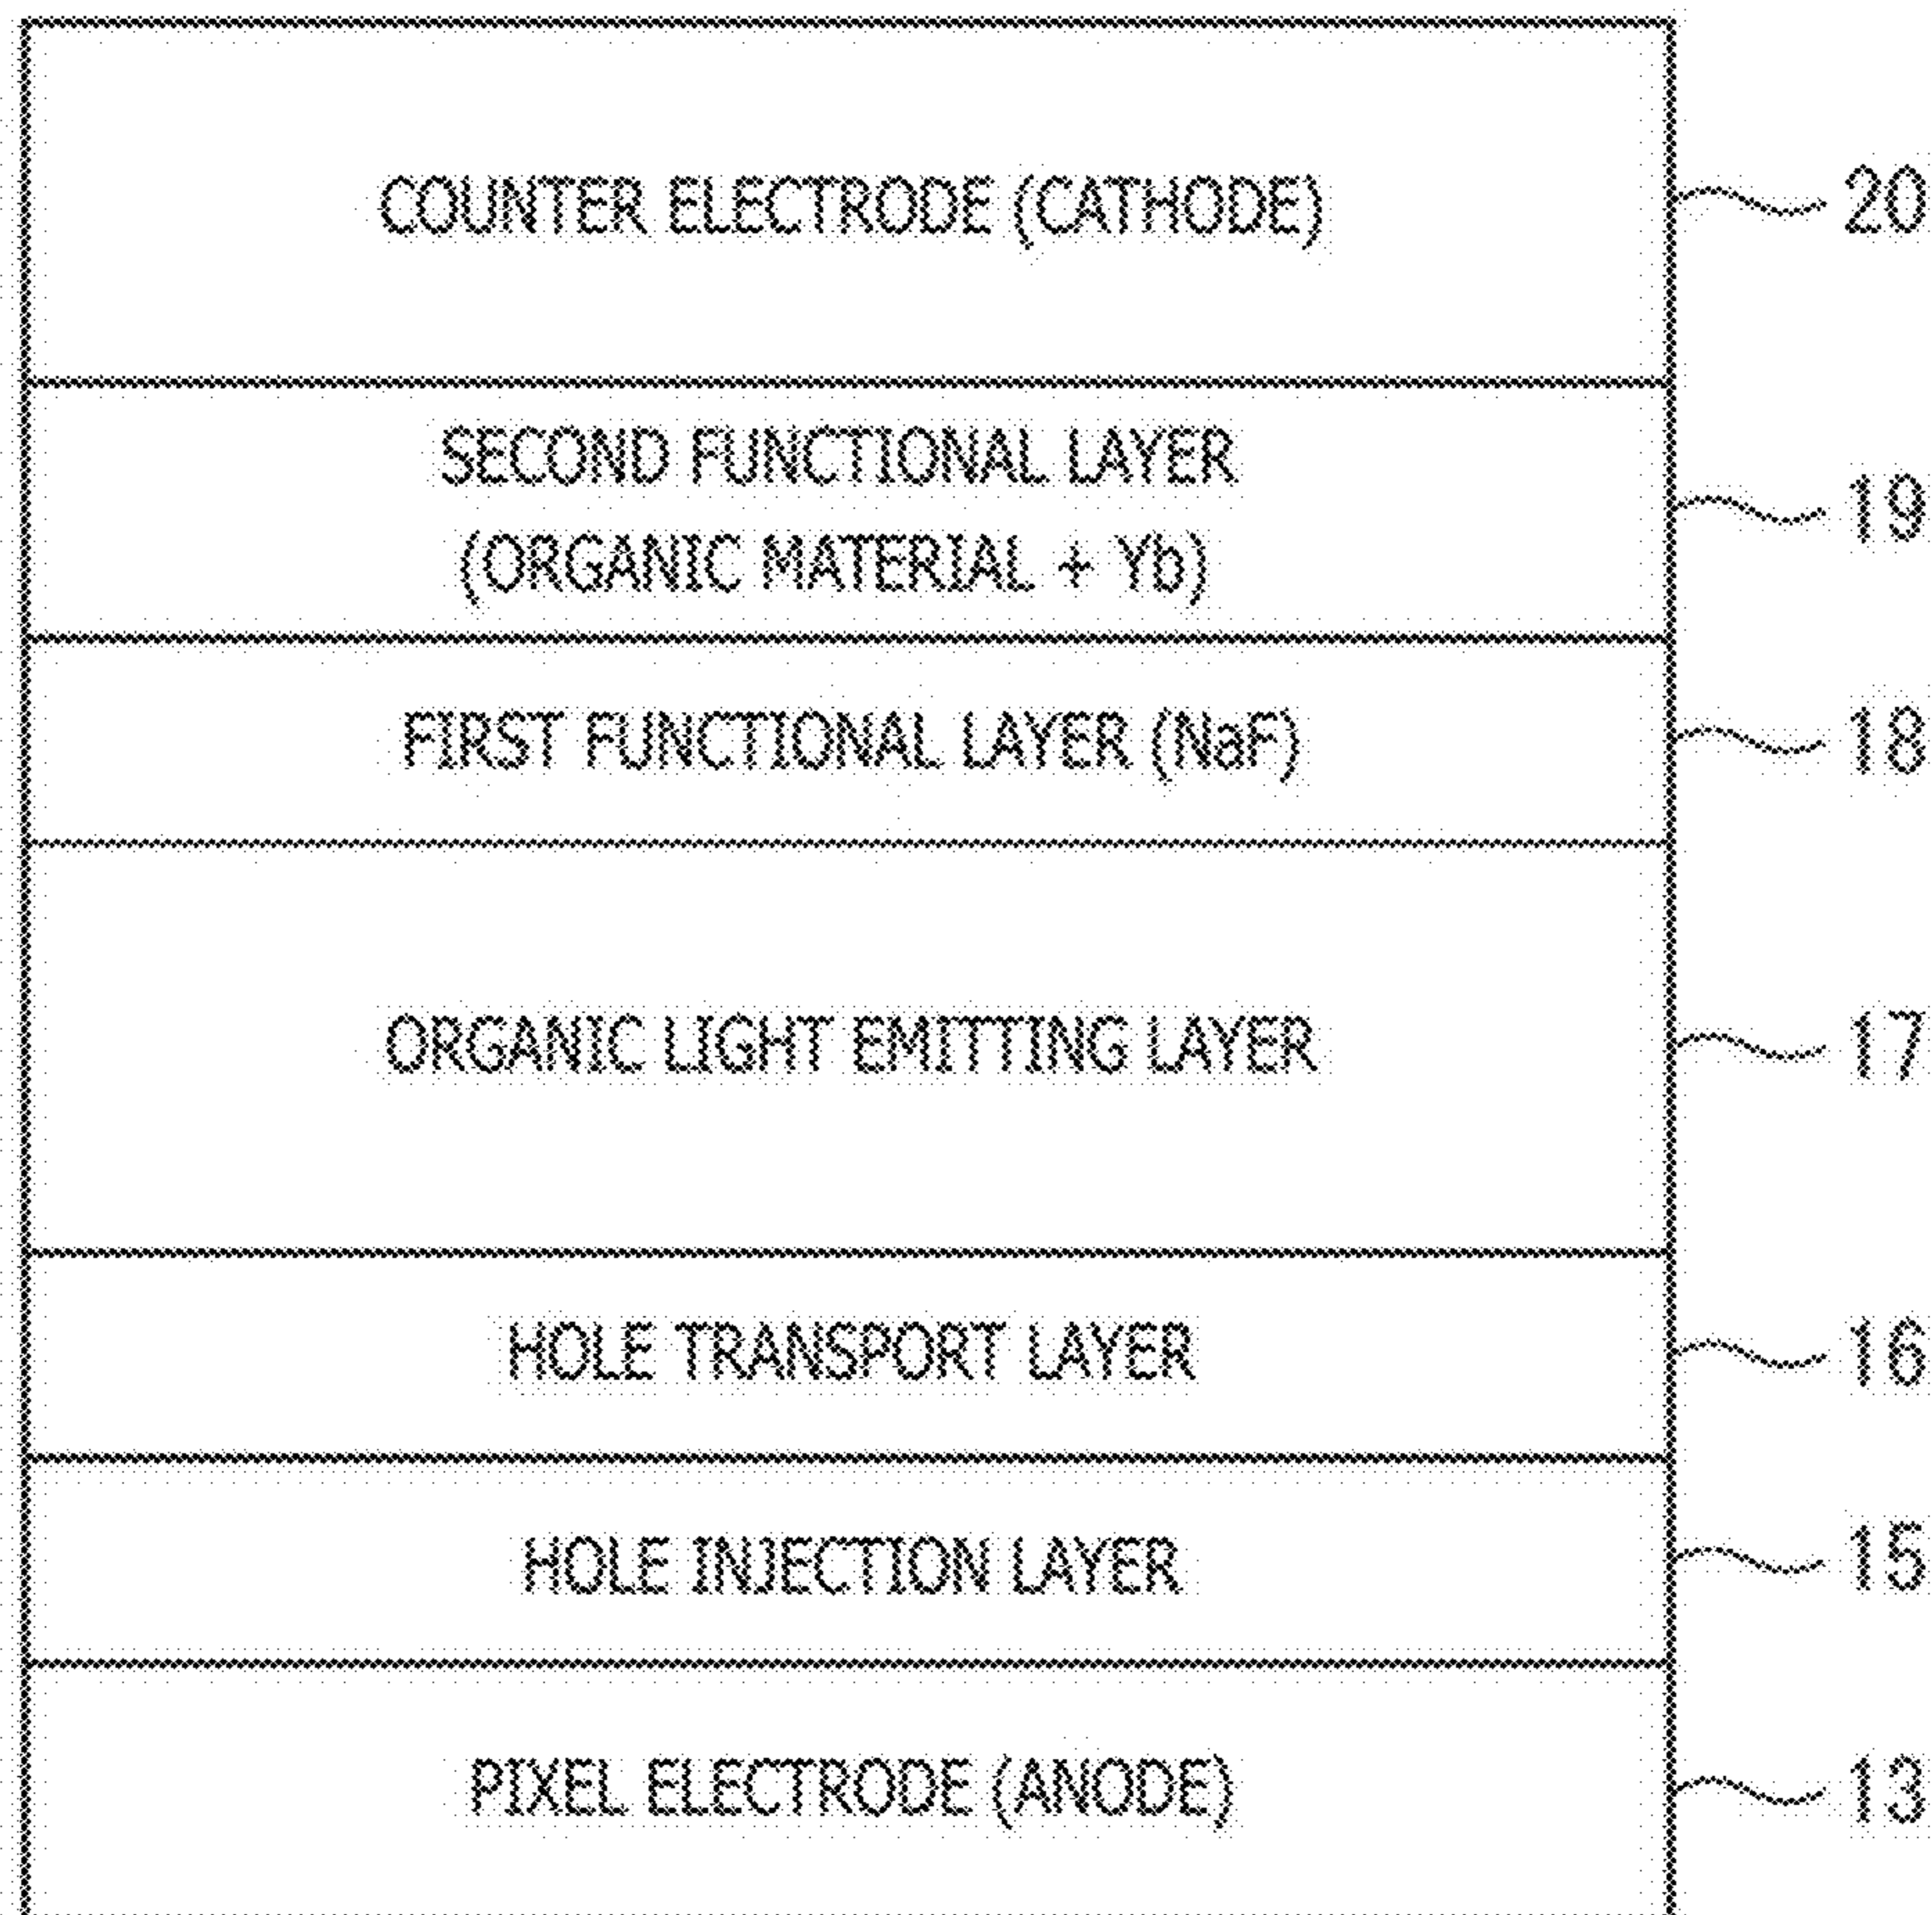 COUNTER ELECTRODE (CATHODE) 20
SECOND FUNCTIONAL LAYER
(ORGANIC MATERIAL + Yb) 19
FIRST FUNCTIONAL LAYER (NaF) 18
ORGANIC LIGHT EMITTING LAYER 17
HOLE TRANSPORT LAYER 16
HOLE INJECTION LAYER 15
PIXEL ELECTRODE (ANODE) 13